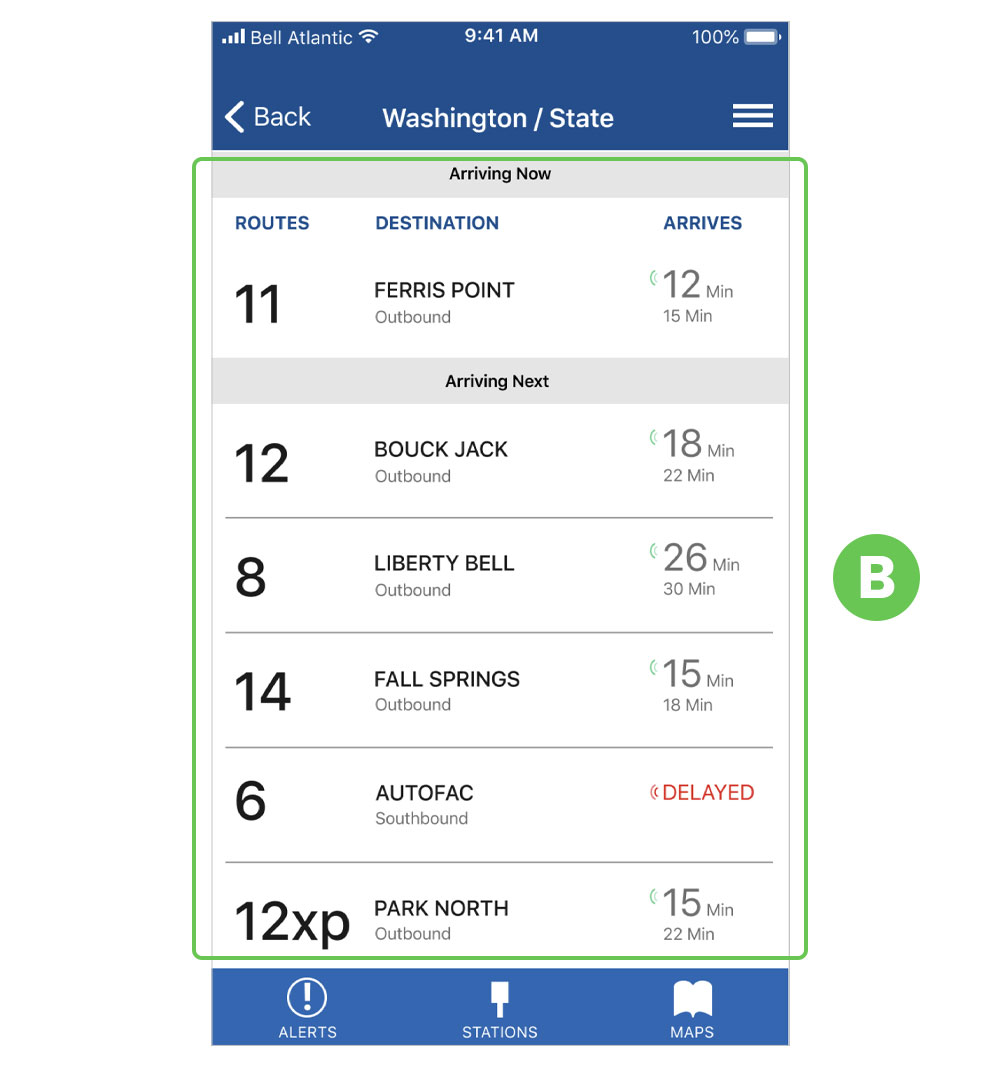 Bell Atlantic 9:41 AM 100%
Back Washington / State
Arriving Now
ROUTES DESTINATION ARRIVES
11 FERRIS POINT 12 Min
Outbound 15 Min
Arriving Next
12 BOUCK JACK 18 Min
Outbound 22 Min
8 LIBERTY BELL 26 Min
Outbound 30 Min
B
14 FALL SPRINGS 15 Min
Outbound 18 Min
6 AUTOFAC DELAYED
Southbound
12xp PARK NORTH 15 Min
Outbound 22 Min
ALERTS STATIONS MAPS